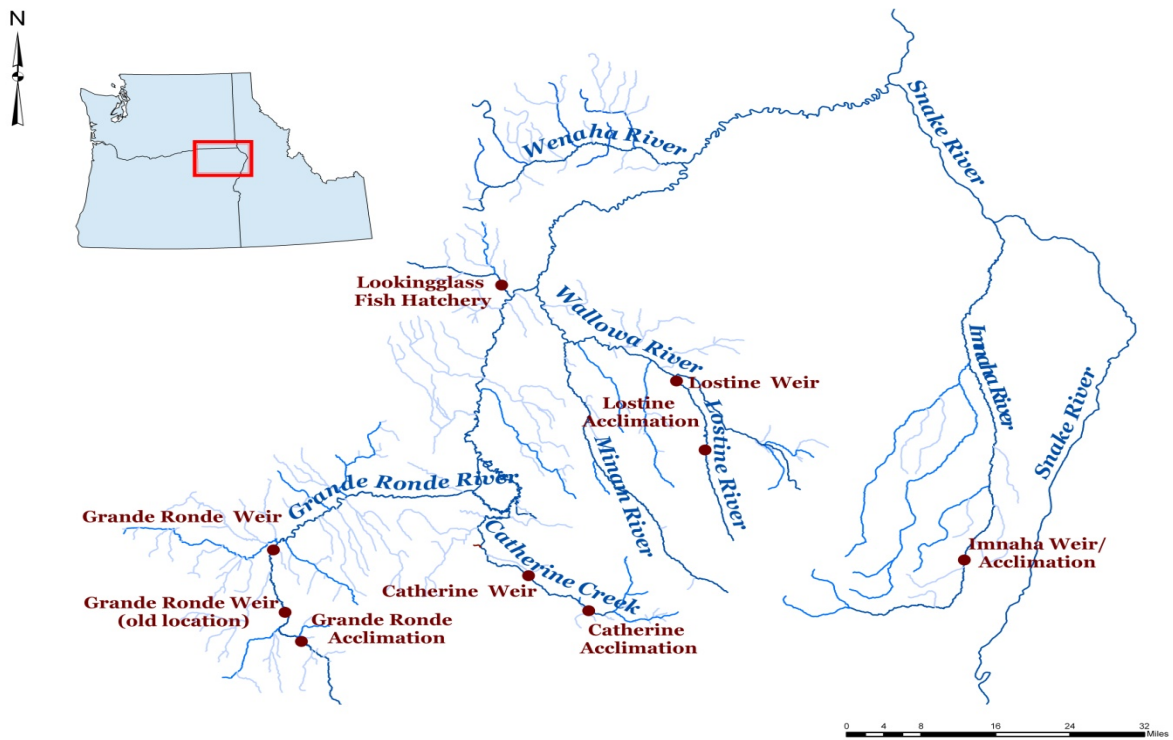 N
Wenaha River
Snake River
Lookingglass
Fish Hatchery
Wallowa River
Imnaha River
Lostine Weir
Lostine
Acclimation
Lostine River
Snake River
Minam River
Grande Ronde River
Grande Ronde Weir
Catherine Creek
Imnaha Weir/
Acclimation
Catherine Weir
Grande Ronde Weir
(old location)
Grande Ronde
Acclimation
Catherine
Acclimation
0 4 8 16 24 32
Miles